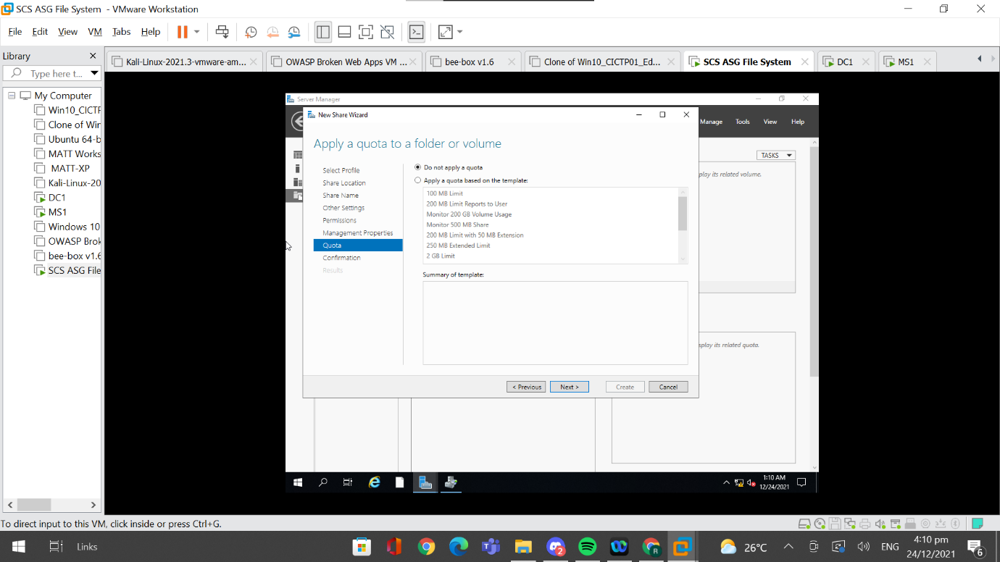 SCS ASG File System - VMware Workstation
File Edit View VM Tabs Help
Library
Type here t...
Kali-Linux-2021.3-vmware-am...
OWASP Broken Web Apps VM ...
bee-box v1.6
Clone of Win10_CICTP01_Ed...
SCS ASG File System
DC1
MS1
My Computer
Win10_CICTP
Clone of Win
Ubuntu 64-b
MATT Works
MATT-XP
Kali-Linux-20
DC1
MS1
Windows 10
OWASP Brok
bee-box v1.6
SCS ASG File
Server Manager
Manage Tools View Help
TASKS
play its related volume.
splay its related quota.
New Share Wizard
Apply a quota to a folder or volume
Select Profile
Share Location
Share Name
Other Settings
Permissions
Management Properties
Quota
Confirmation
Results
Do not apply a quota
Apply a quota based on the template:
100 MB Limit
200 MB Limit Reports to User
Monitor 200 GB Volume Usage
Monitor 500 MB Share
200 MB Limit with 50 MB Extension
250 MB Extended Limit
2 GB Limit
Summary of template:
< Previous
Next >
Create
Cancel
1:10 AM
12/24/2021
To direct input to this VM, click inside or press Ctrl+G.
Links
2
R
26°C
ENG
4:10 pm
24/12/2021
6